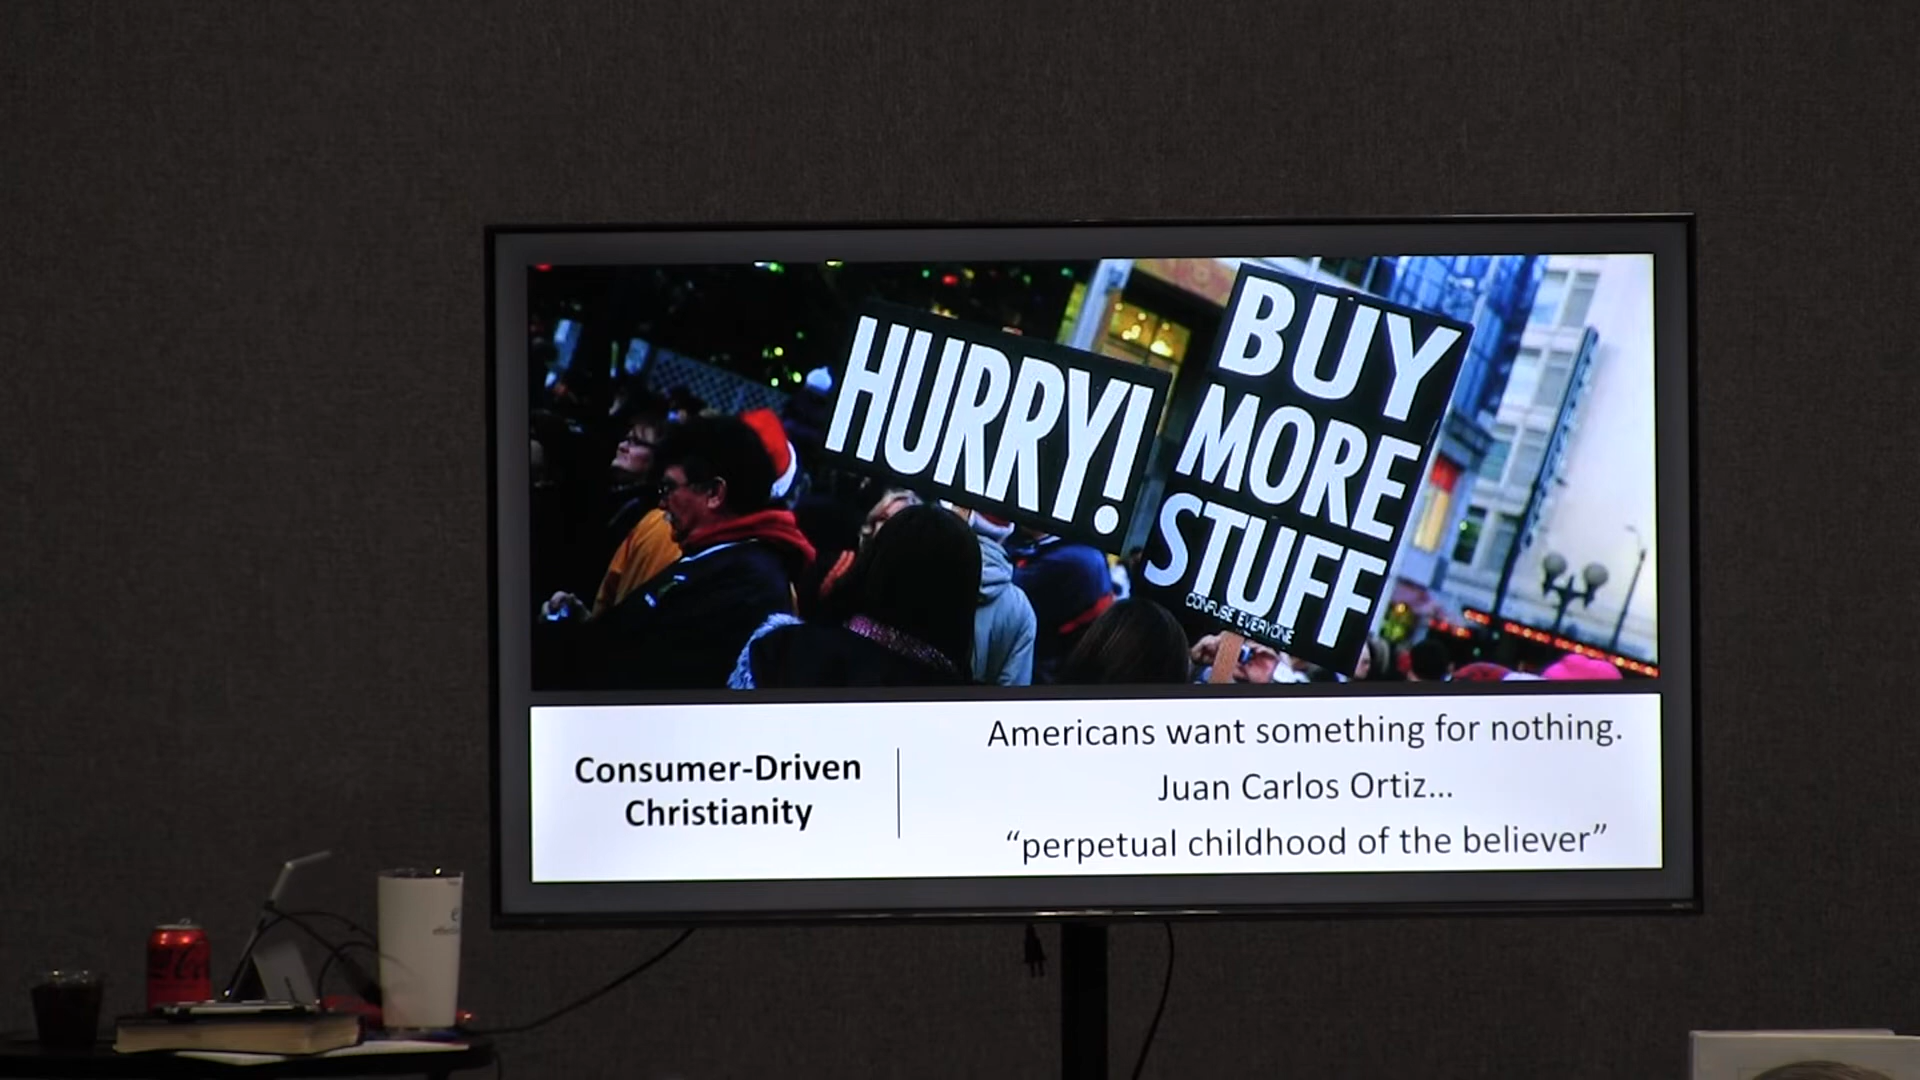 HURRY!
BUY
MORE
STUFF
CONFUSE EVERYONE
Consumer-Driven
Christianity
Americans want something for nothing.
Juan Carlos Ortiz...
“perpetual childhood of the believer”